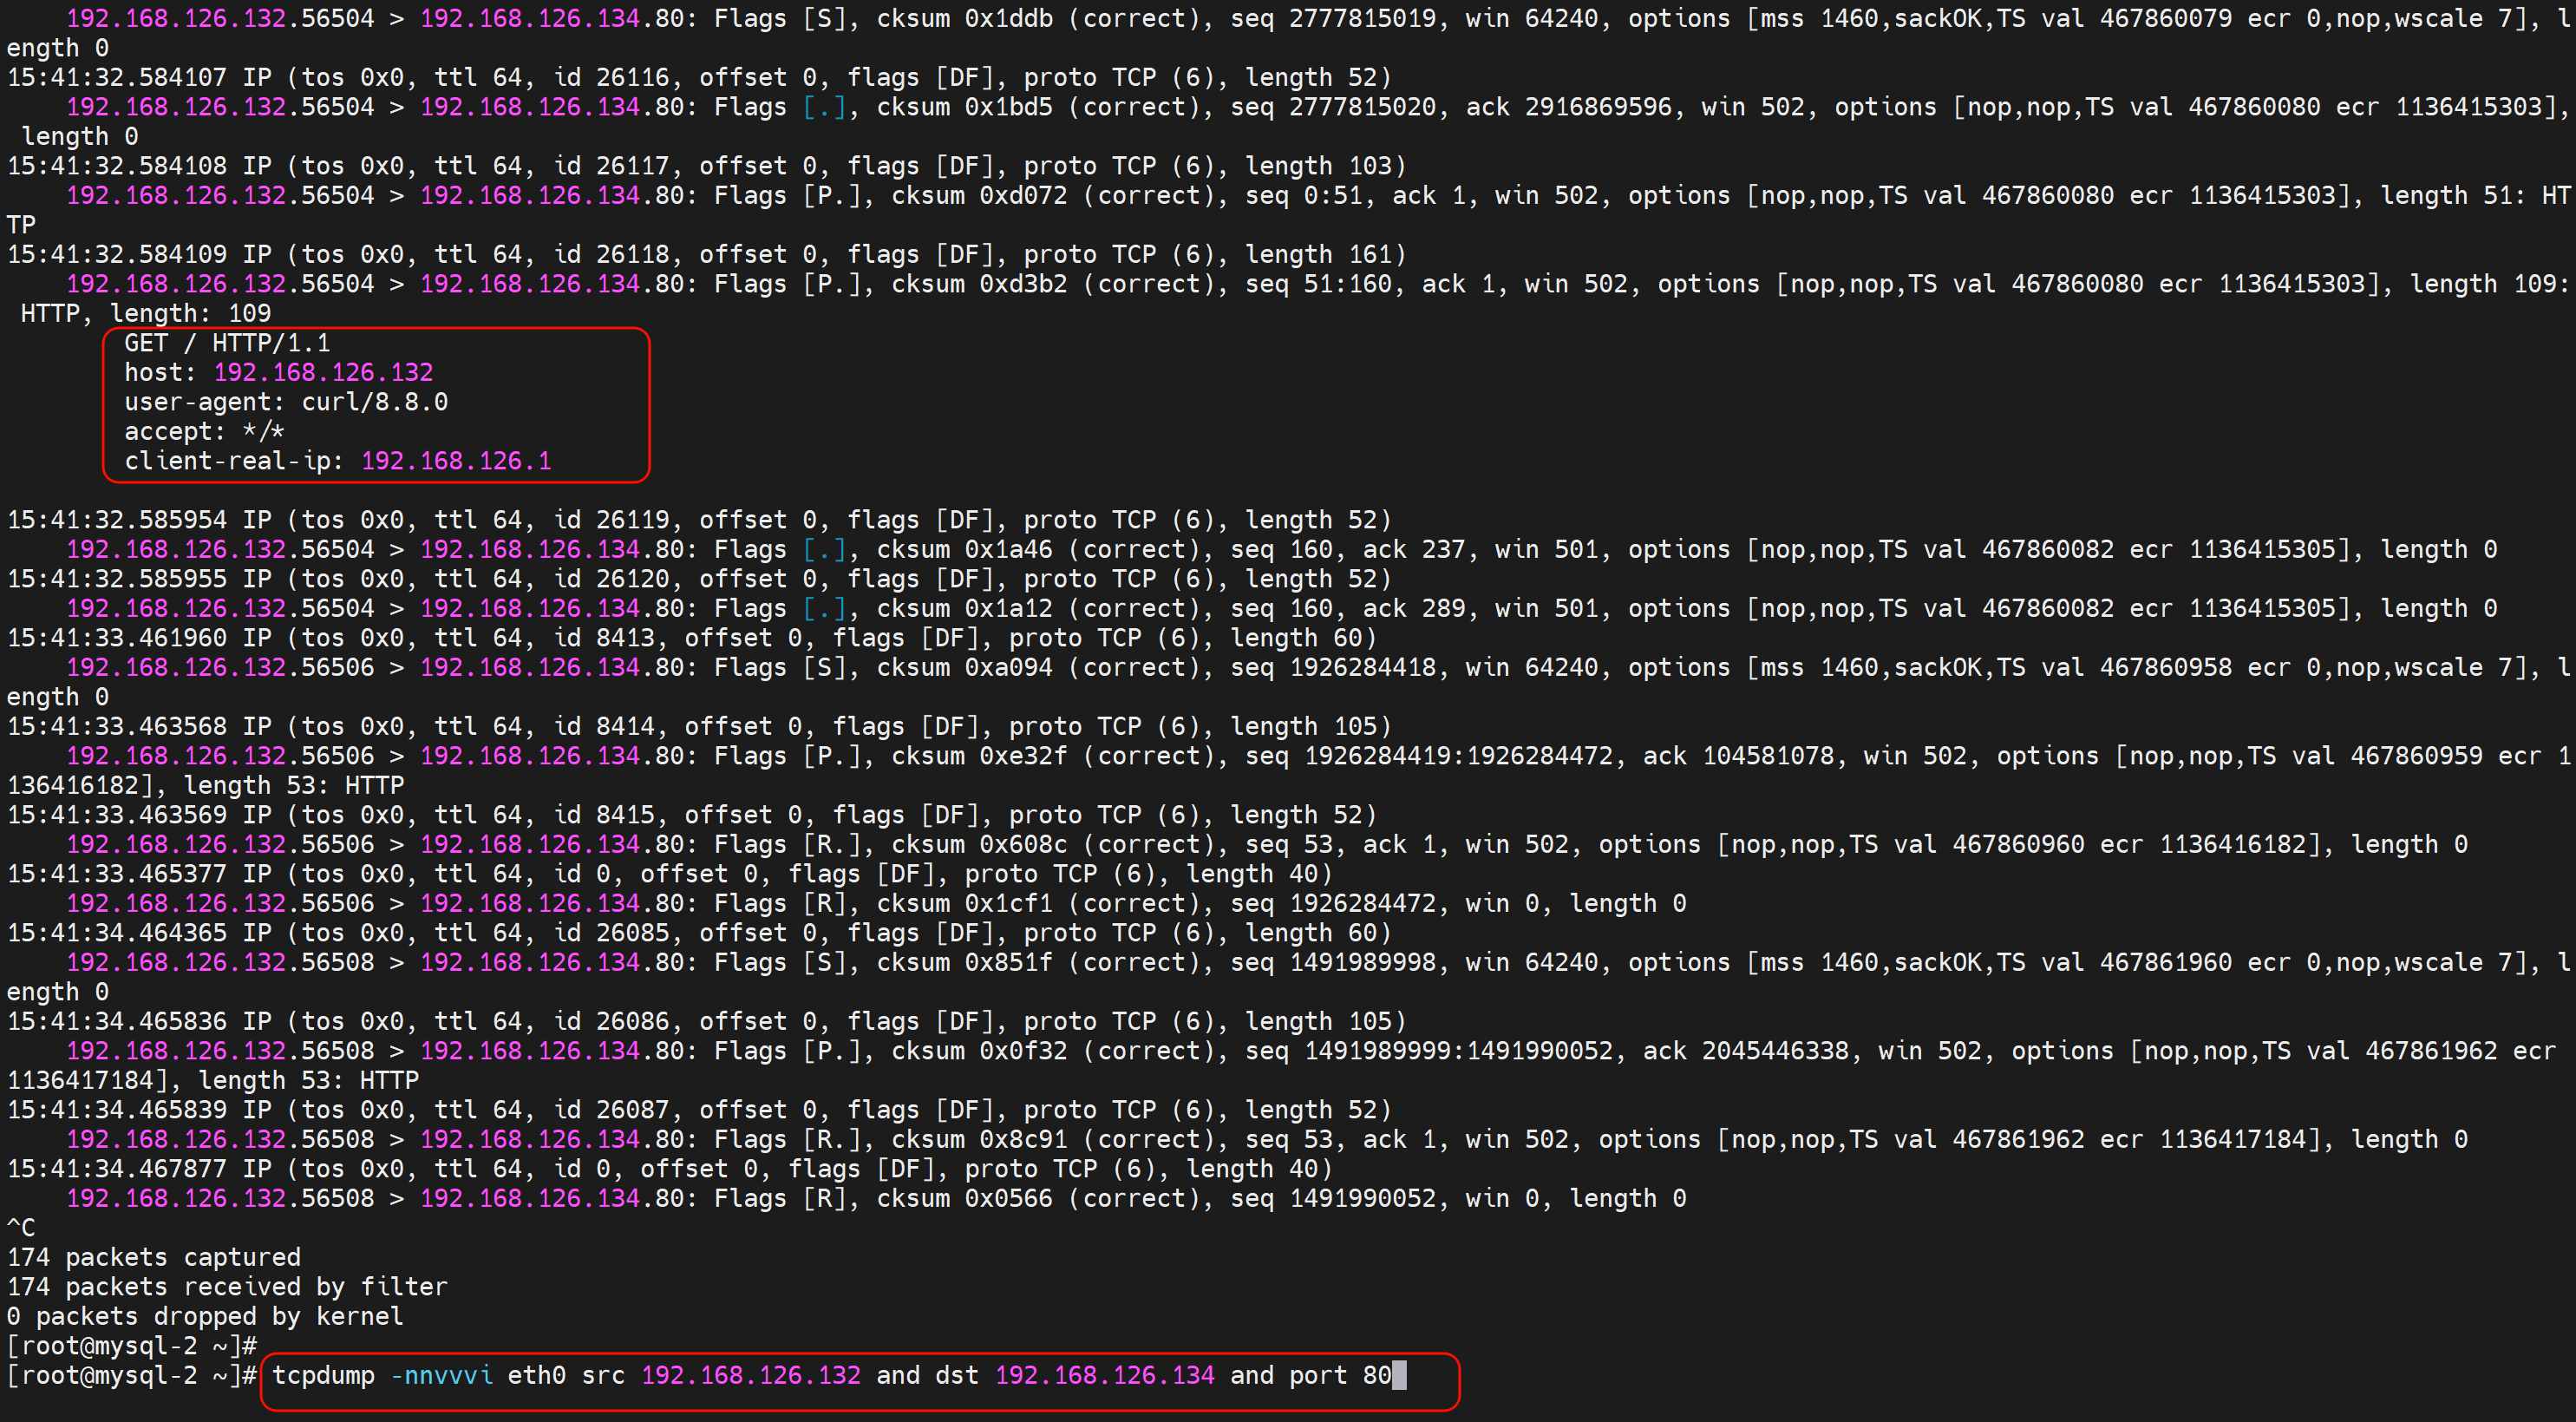 192.168.126.132.56504 > 192.168.126.134.80: Flags [S], cksum 0x1ddb (correct), seq 2777815019, win 64240, options [mss 1460,sackOK,TS val 467860079 ecr 0,nop,wscale 7], l
ength 0
15:41:32.584107 IP (tos 0x0, ttl 64, id 26116, offset 0, flags [DF], proto TCP (6), length 52)
    192.168.126.132.56504 > 192.168.126.134.80: Flags [.], cksum 0x1bd5 (correct), seq 2777815020, ack 2916869596, win 502, options [nop,nop,TS val 467860080 ecr 1136415303],
 length 0
15:41:32.584108 IP (tos 0x0, ttl 64, id 26117, offset 0, flags [DF], proto TCP (6), length 103)
    192.168.126.132.56504 > 192.168.126.134.80: Flags [P.], cksum 0xd072 (correct), seq 0:51, ack 1, win 502, options [nop,nop,TS val 467860080 ecr 1136415303], length 51: HT
TP
15:41:32.584109 IP (tos 0x0, ttl 64, id 26118, offset 0, flags [DF], proto TCP (6), length 161)
    192.168.126.132.56504 > 192.168.126.134.80: Flags [P.], cksum 0xd3b2 (correct), seq 51:160, ack 1, win 502, options [nop,nop,TS val 467860080 ecr 1136415303], length 109:
 HTTP, length: 109
        GET / HTTP/1.1
        host: 192.168.126.132
        user-agent: curl/8.8.0
        accept: */*
        client-real-ip: 192.168.126.1
15:41:32.585954 IP (tos 0x0, ttl 64, id 26119, offset 0, flags [DF], proto TCP (6), length 52)
    192.168.126.132.56504 > 192.168.126.134.80: Flags [.], cksum 0x1a46 (correct), seq 160, ack 237, win 501, options [nop,nop,TS val 467860082 ecr 1136415305], length 0
15:41:32.585955 IP (tos 0x0, ttl 64, id 26120, offset 0, flags [DF], proto TCP (6), length 52)
    192.168.126.132.56504 > 192.168.126.134.80: Flags [.], cksum 0x1a12 (correct), seq 160, ack 289, win 501, options [nop,nop,TS val 467860082 ecr 1136415305], length 0
15:41:33.461960 IP (tos 0x0, ttl 64, id 8413, offset 0, flags [DF], proto TCP (6), length 60)
    192.168.126.132.56506 > 192.168.126.134.80: Flags [S], cksum 0xa094 (correct), seq 1926284418, win 64240, options [mss 1460,sackOK,TS val 467860958 ecr 0,nop,wscale 7], l
ength 0
15:41:33.463568 IP (tos 0x0, ttl 64, id 8414, offset 0, flags [DF], proto TCP (6), length 105)
    192.168.126.132.56506 > 192.168.126.134.80: Flags [P.], cksum 0xe32f (correct), seq 1926284419:1926284472, ack 104581078, win 502, options [nop,nop,TS val 467860959 ecr 1
136416182], length 53: HTTP
15:41:33.463569 IP (tos 0x0, ttl 64, id 8415, offset 0, flags [DF], proto TCP (6), length 52)
    192.168.126.132.56506 > 192.168.126.134.80: Flags [R.], cksum 0x608c (correct), seq 53, ack 1, win 502, options [nop,nop,TS val 467860960 ecr 1136416182], length 0
15:41:33.465377 IP (tos 0x0, ttl 64, id 0, offset 0, flags [DF], proto TCP (6), length 40)
    192.168.126.132.56506 > 192.168.126.134.80: Flags [R], cksum 0x1cf1 (correct), seq 1926284472, win 0, length 0
15:41:34.464365 IP (tos 0x0, ttl 64, id 26085, offset 0, flags [DF], proto TCP (6), length 60)
    192.168.126.132.56508 > 192.168.126.134.80: Flags [S], cksum 0x851f (correct), seq 1491989998, win 64240, options [mss 1460,sackOK,TS val 467861960 ecr 0,nop,wscale 7], l
ength 0
15:41:34.465836 IP (tos 0x0, ttl 64, id 26086, offset 0, flags [DF], proto TCP (6), length 105)
    192.168.126.132.56508 > 192.168.126.134.80: Flags [P.], cksum 0x0f32 (correct), seq 1491989999:1491990052, ack 2045446338, win 502, options [nop,nop,TS val 467861962 ecr
1136417184], length 53: HTTP
15:41:34.465839 IP (tos 0x0, ttl 64, id 26087, offset 0, flags [DF], proto TCP (6), length 52)
    192.168.126.132.56508 > 192.168.126.134.80: Flags [R.], cksum 0x8c91 (correct), seq 53, ack 1, win 502, options [nop,nop,TS val 467861962 ecr 1136417184], length 0
15:41:34.467877 IP (tos 0x0, ttl 64, id 0, offset 0, flags [DF], proto TCP (6), length 40)
    192.168.126.132.56508 > 192.168.126.134.80: Flags [R], cksum 0x0566 (correct), seq 1491990052, win 0, length 0
^C
174 packets captured
174 packets received by filter
0 packets dropped by kernel
[root@mysql-2 ~]#
[root@mysql-2 ~]# tcpdump -nnvvvi eth0 src 192.168.126.132 and dst 192.168.126.134 and port 80